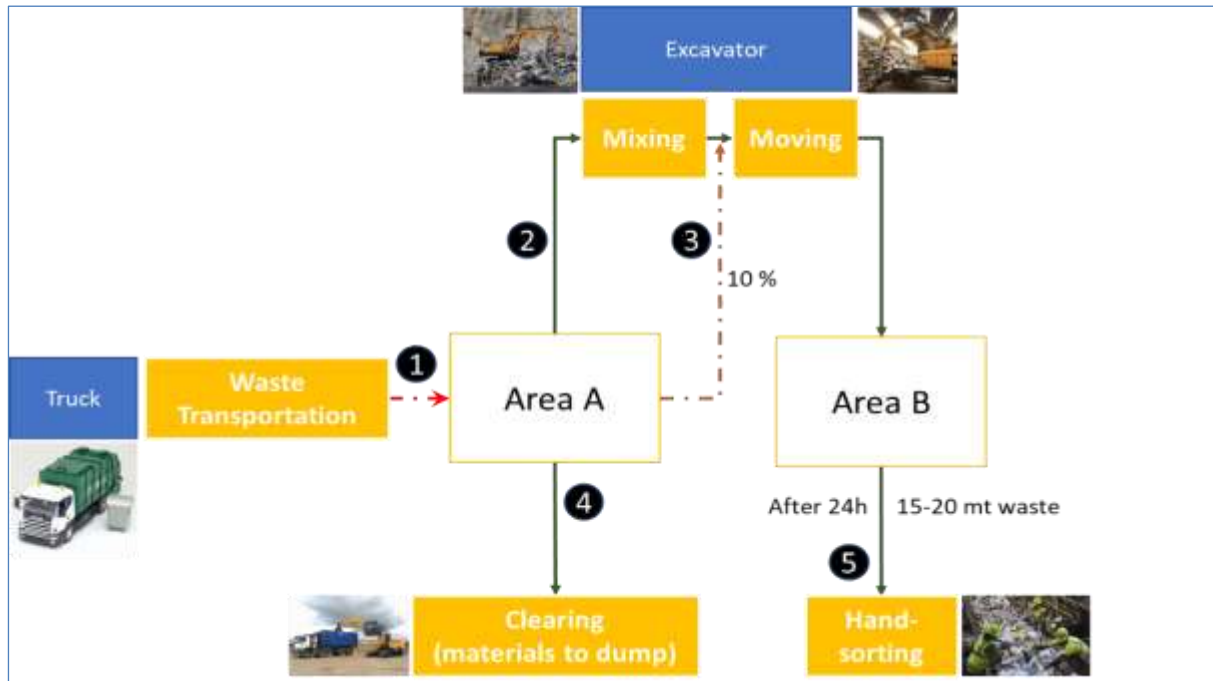 Excavator
Mixing
Moving
2
3
10 %
Truck
Waste
Transportation
1
Area A
Area B
4
After 24h
15-20 mt waste
5
Clearing
(materials to dump)
Hand-
sorting